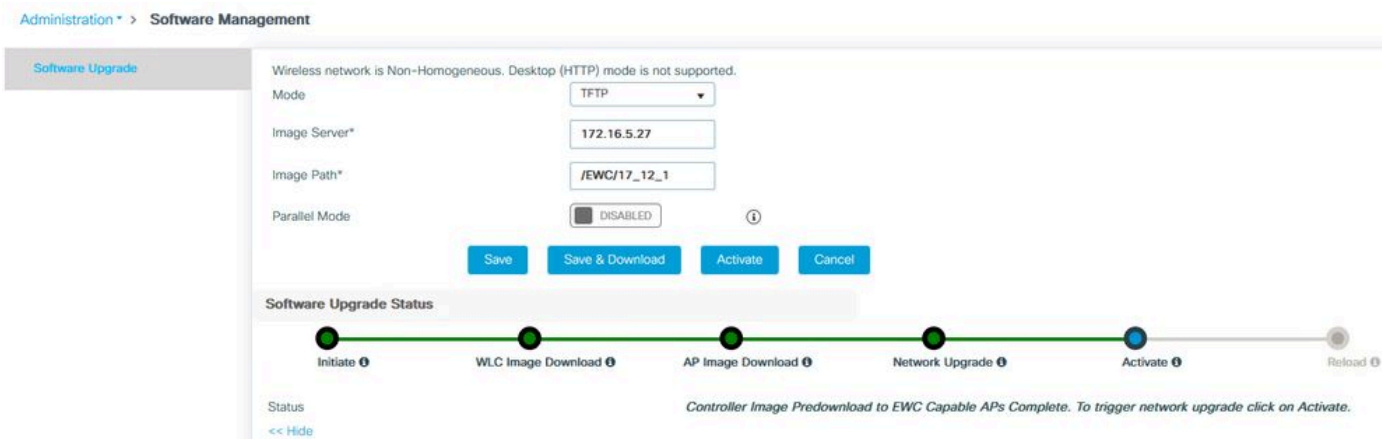 Administration > Software Management
Software Upgrade
Wireless network is Non-Homogeneous. Desktop (HTTP) mode is not supported.
Mode TFTP
Image Server* 172.16.5.27
Image Path* /EWC/17_12_1
Parallel Mode DISABLED
Save Save & Download Activate Cancel
Software Upgrade Status
Initiate WLC Image Download AP Image Download Network Upgrade Activate Reload
Status Controller Image Predownload to EWC Capable APs Complete. To trigger network upgrade click on Activate.
<< Hide